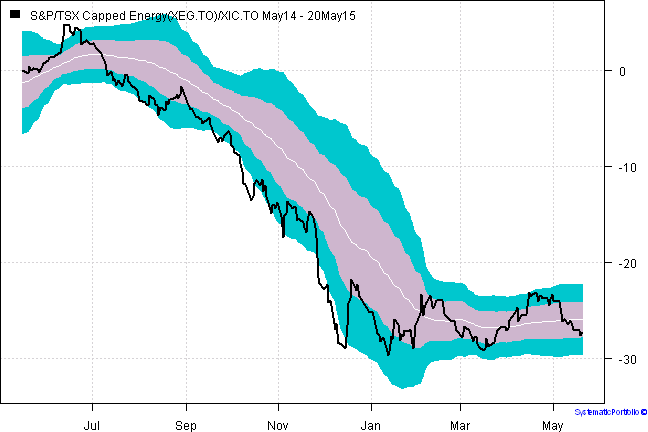 S&P/TSX Capped Energy(XEG.TO)/XIC.TO May14 - 20May15
0
-10
-20
-30
Jul Sep Nov Jan Mar May
SystematicPortfolio ©